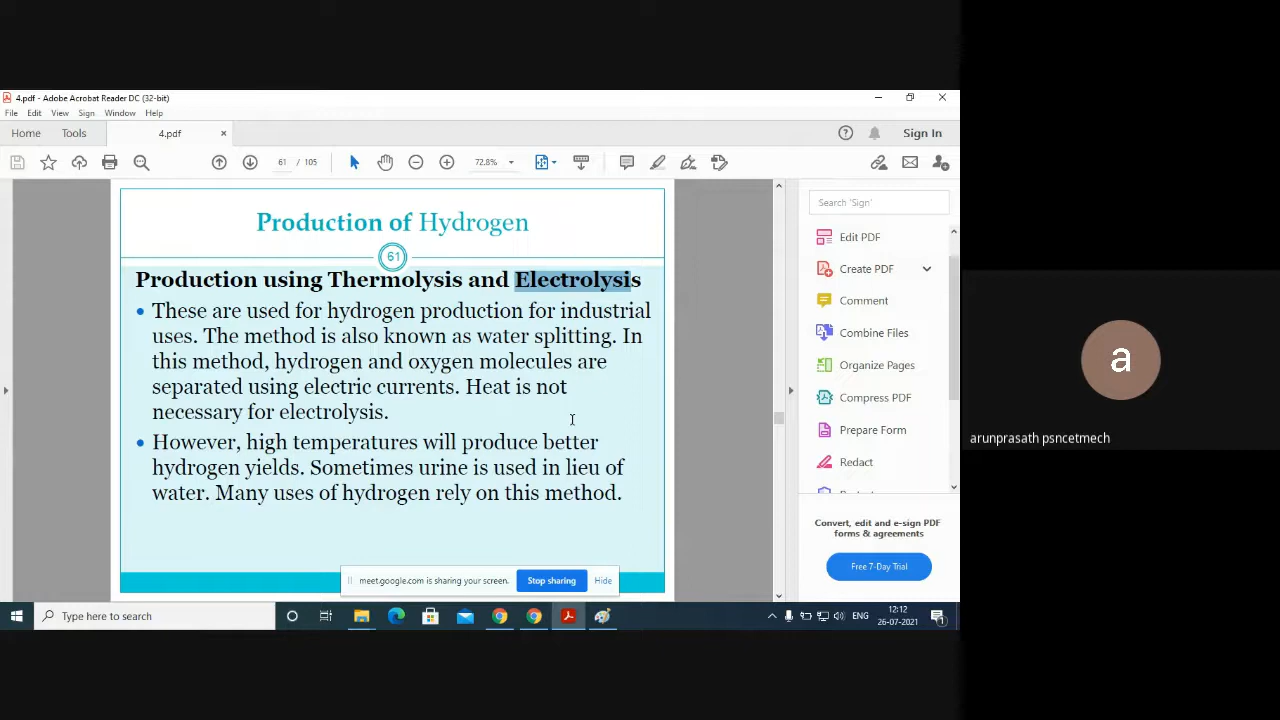 4.pdf - Adobe Acrobat Reader DC (32-bit)
File Edit View Sign Window Help
Home Tools 4.pdf × Sign In
61 / 105 72.8%
Production of Hydrogen
61
Production using Thermolysis and Electrolysis
• These are used for hydrogen production for industrial
uses. The method is also known as water splitting. In
this method, hydrogen and oxygen molecules are
separated using electric currents. Heat is not
necessary for electrolysis.
• However, high temperatures will produce better
hydrogen yields. Sometimes urine is used in lieu of
water. Many uses of hydrogen rely on this method.
Search 'Sign'
Edit PDF
Create PDF
Comment
Combine Files
Organize Pages
Compress PDF
Prepare Form
Redact
Convert, edit and e-sign PDF
forms & agreements
Free 7-Day Trial
meet.google.com is sharing your screen. Stop sharing Hide
Type here to search
ENG
12:12
26-07-2021
1
a
arunprasath psncetmech